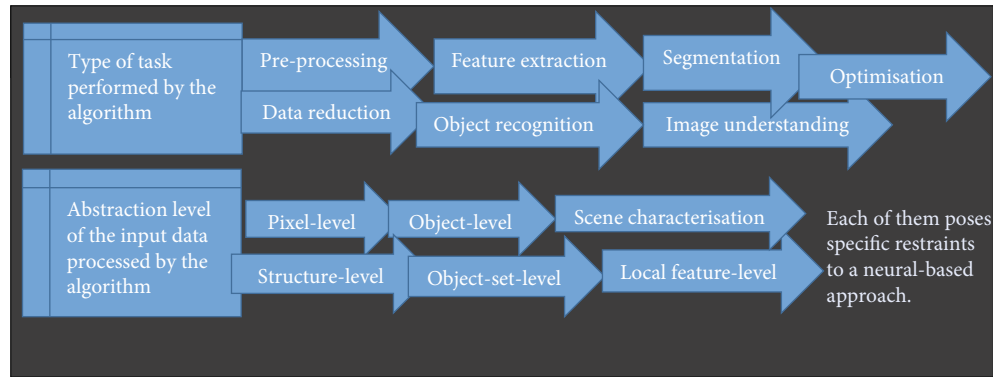 Type of task
performed by the
algorithm
Pre-processing
Feature extraction
Segmentation
Optimisation
Data reduction
Object recognition
Image understanding
Abstraction level
of the input data
processed by the
algorithm
Pixel-level
Object-level
Scene characterisation
Structure-level
Object-set-level
Local feature-level
Each of them poses
specific restraints
to a neural-based
approach.